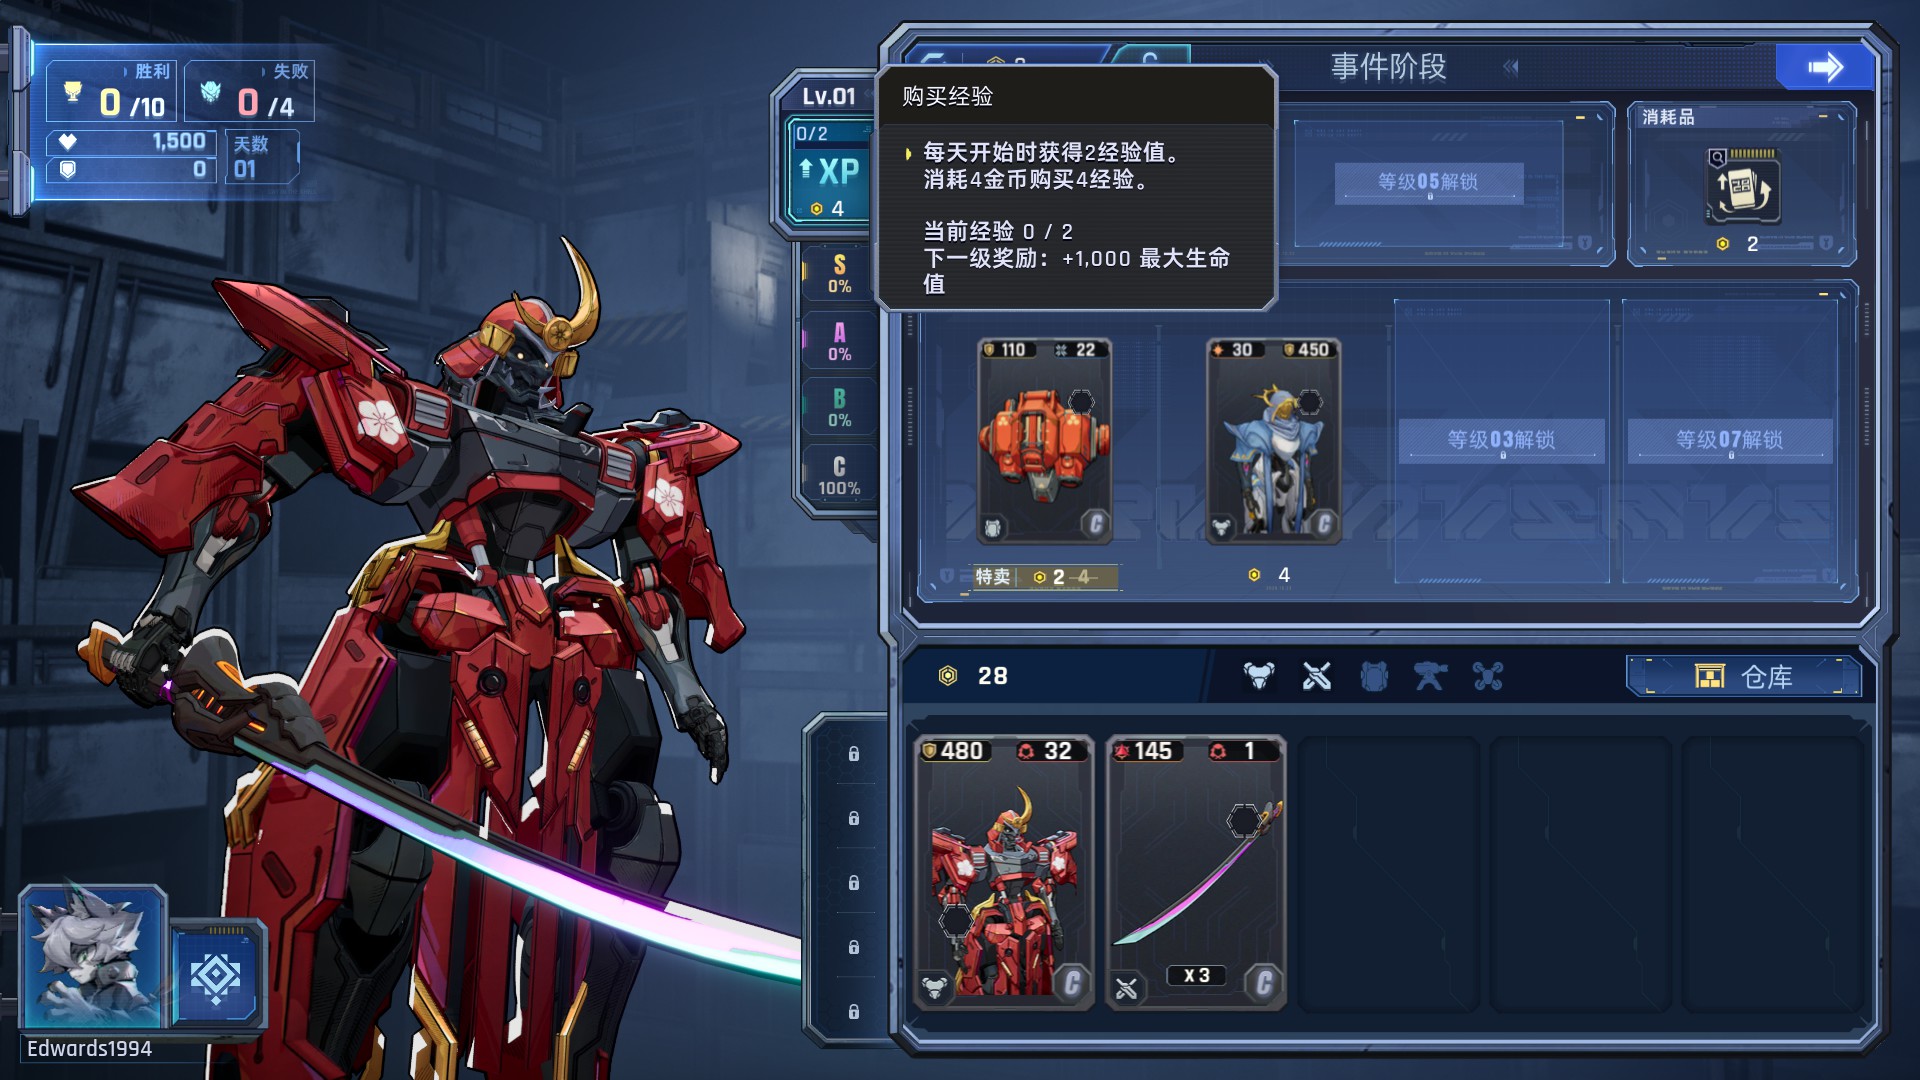 胜利
0 /10
失败
0 /4
1,500
0
天数
01
Lv.01
0/2
XP
4
S
0%
A
0%
B
0%
C
100%
购买经验
每天开始时获得2经验值。
消耗4金币购买4经验。
当前经验 0 / 2
下一级奖励：+1,000 最大生命
值
事件阶段
等级05解锁
消耗品
2
110
22
C
特卖
2 4
30
450
C
4
等级03解锁
等级07解锁
28
仓库
480
32
C
145
1
X 3
C
Edwards1994